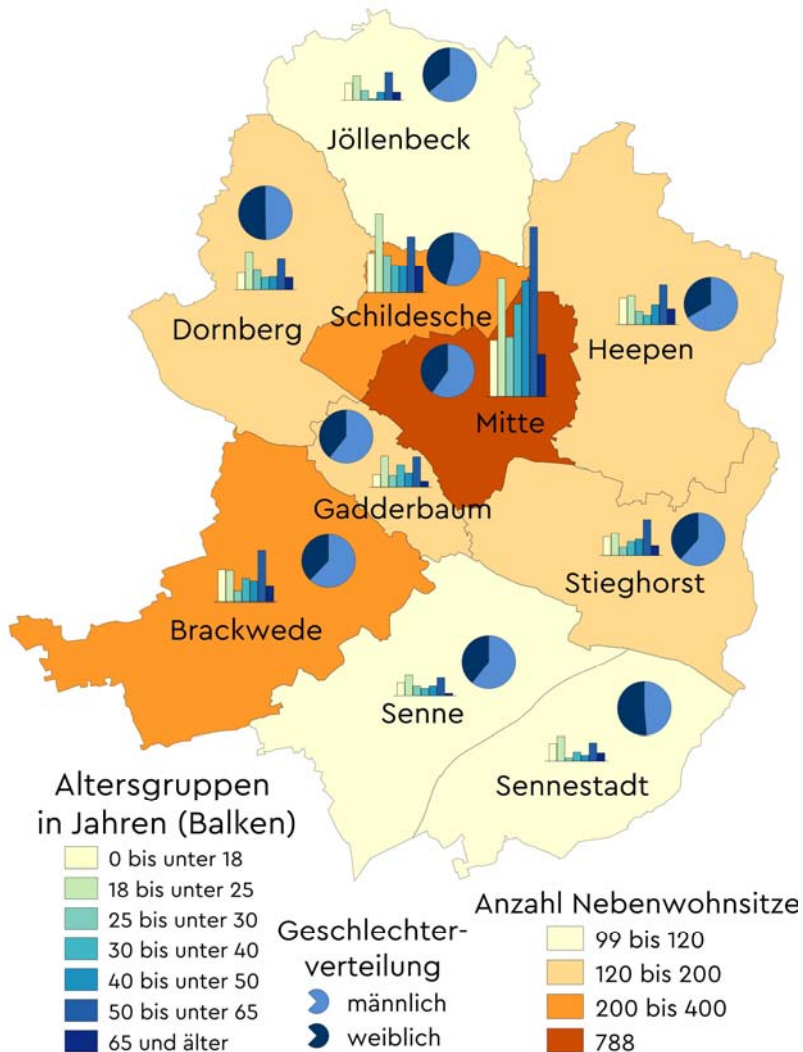 Jöllenbeck
Dornberg
Schildesche
Heepen
Mitte
Gadderbaum
Stieghorst
Brackwede
Senne
Sennestadt
Altersgruppen
in Jahren (Balken)
0 bis unter 18
18 bis unter 25
25 bis unter 30
30 bis unter 40
40 bis unter 50
50 bis unter 65
65 und älter
Geschlechter-
verteilung
männlich
weiblich
Anzahl Nebenwohnsitze
99 bis 120
120 bis 200
200 bis 400
788